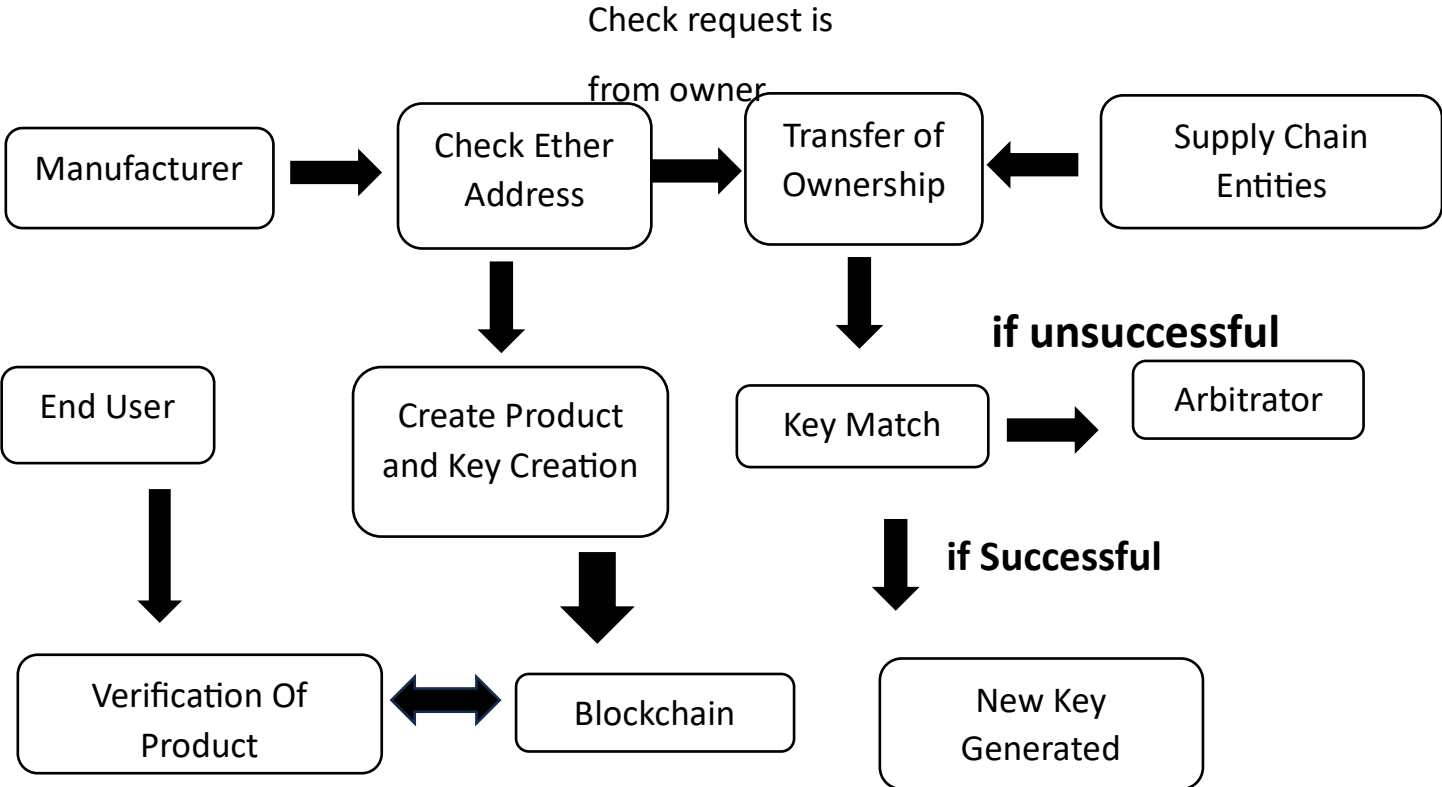 Check request is
from owner
Manufacturer
Check Ether
Address
Transfer of
Ownership
Supply Chain
Entities
if unsuccessful
End User
Create Product
and Key Creation
Key Match
Arbitrator
if Successful
Verification Of
Product
Blockchain
New Key
Generated